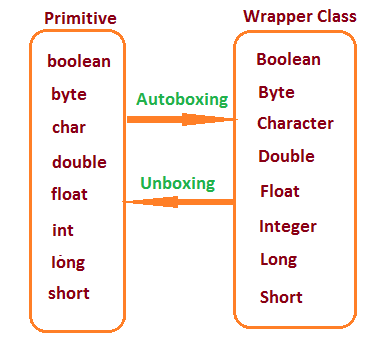 Primitive
boolean
byte
char
double
float
int
long
short
Autoboxing
Unboxing
Wrapper Class
Boolean
Byte
Character
Double
Float
Integer
Long
Short